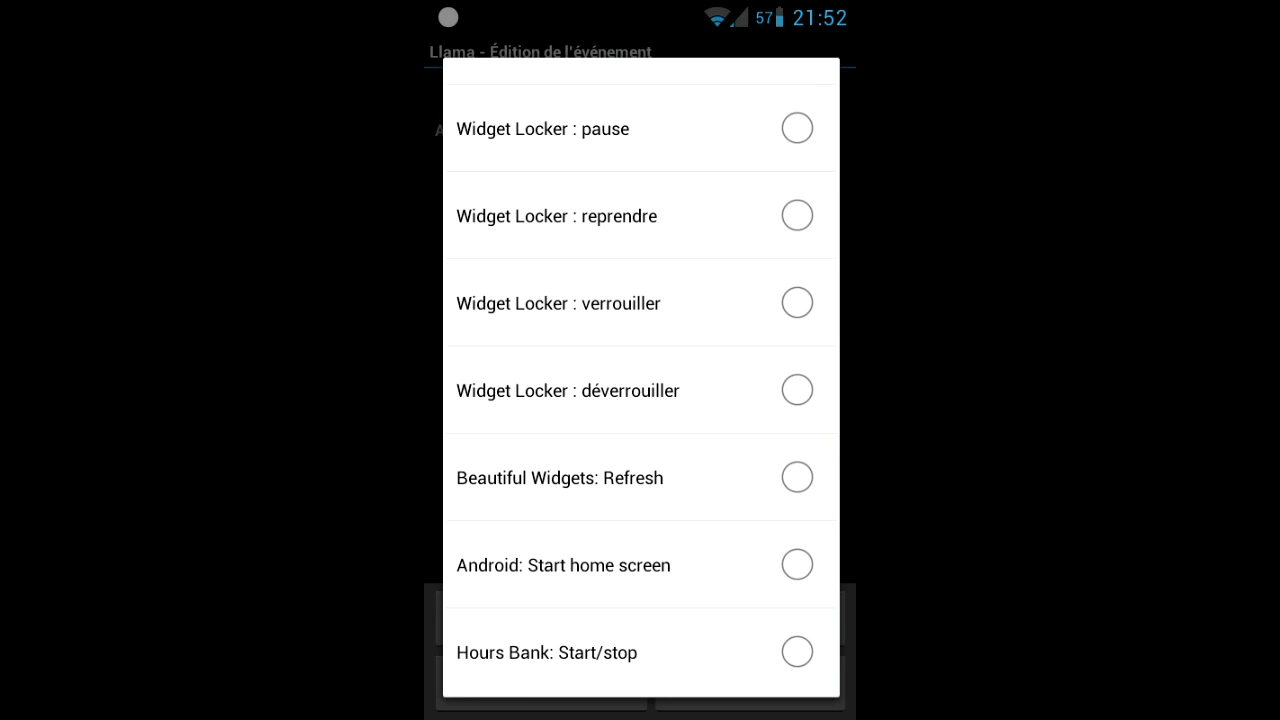 57 21:52
Llama - Édition de l'événement
A
Widget Locker : pause
Widget Locker : reprendre
Widget Locker : verrouiller
Widget Locker : déverrouiller
Beautiful Widgets: Refresh
Android: Start home screen
Hours Bank: Start/stop